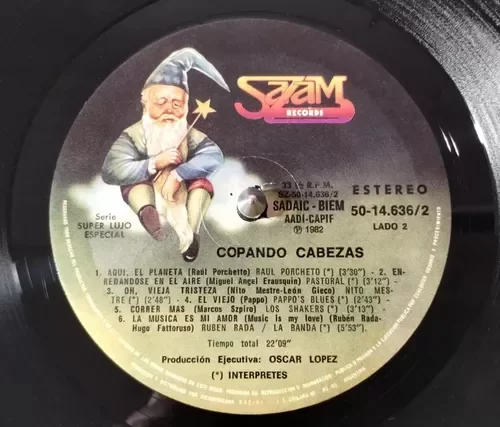 Sazam
RECORDS
33 ⅓ R.P.M.
SZ-50-14.636/2
SADAIC - BIEM
AADI-CAPIF
℗ 1982
ESTEREO
50-14.636/2
LADO 2
Serie
SUPER LUJO
ESPECIAL
COPANDO CABEZAS
1. AQUI, EL PLANETA (Raúl Porchetto) RAUL PORCHETO (*) (3'30") - 2. EN-
REDANDOSE EN EL AIRE (Miguel Angel Erausquin) PASTORAL (*) (3'12") -
3. OH, VIEJA TRISTEZA (Nito Mestre-León Gieco) NITO MES-
TRE (*) (2'48") - 4. EL VIEJO (Pappo) PAPPO'S BLUES (*) (2'43") -
5. CORRER MAS (Marcos Szpiro) LOS SHAKERS (*) (3'13") -
6. LA MUSICA ES MI AMOR (Music is my love) (Rubén Rada-
Hugo Fattoruso) RUBEN RADA / LA BANDA (*) (5'53").
Tiempo total 22'09"
Producción Ejecutiva: OSCAR LOPEZ
(*) INTERPRETES